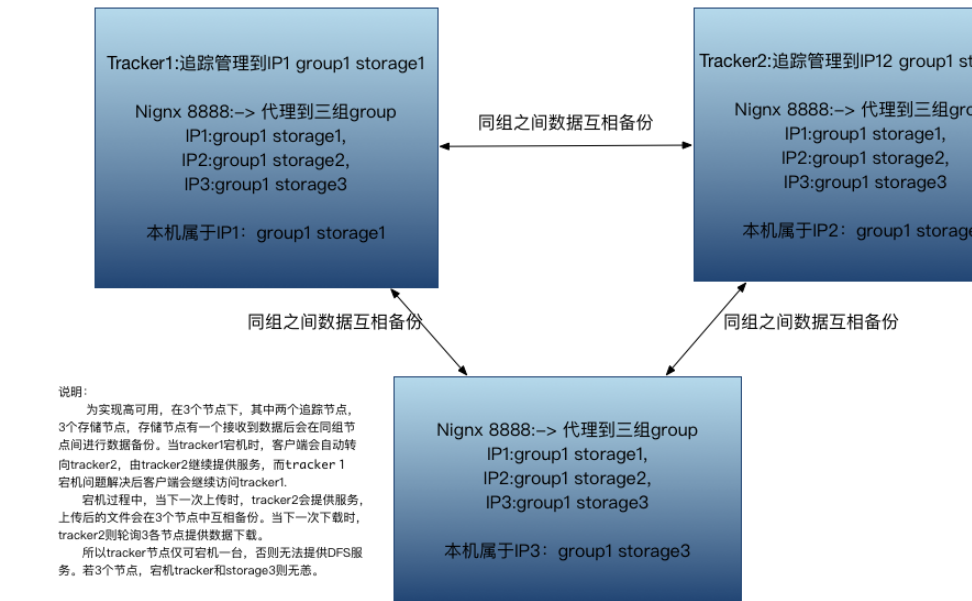 Tracker1:追踪管理到IP1 group1 storage1
Nignx 8888:–> 代理到三组group
IP1:group1 storage1,
IP2:group1 storage2,
IP3:group1 storage3
本机属于IP1：group1 storage1
同组之间数据互相备份
Tracker2:追踪管理到IP12 group1 st
Nignx 8888:–> 代理到三组gro
IP1:group1 storage1,
IP2:group1 storage2,
IP3:group1 storage3
本机属于IP2：group1 storage
同组之间数据互相备份
同组之间数据互相备份
Nignx 8888:–> 代理到三组group
IP1:group1 storage1,
IP2:group1 storage2,
IP3:group1 storage3
本机属于IP3：group1 storage3
说明：
为实现高可用，在3个节点下，其中两个追踪节点，
3个存储节点，存储节点有一个接收到数据后会在同组节
点间进行数据备份。当tracker1宕机时，客户端会自动转
向tracker2，由tracker2继续提供服务，而tracker1
宕机问题解决后客户端会继续访问tracker1.
宕机过程中，当下一次上传时，tracker2会提供服务，
上传后的文件会在3个节点中互相备份。当下一次下载时，
tracker2则轮询3各节点提供数据下载。
所以tracker节点仅可宕机一台，否则无法提供DFS服
务。若3个节点，宕机tracker和storage3则无恙。